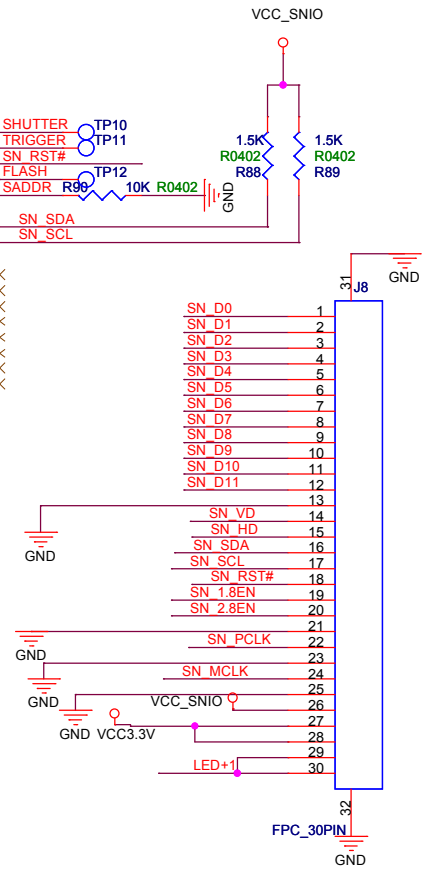 VCC_SNIO
SHUTTER TP10
TRIGGER TP11
SN_RST#
FLASH TP12
SADDR R90 10K R0402 GND
1.5K 1.5K
R0402 R0402
R88 R89
SN_SDA
SN_SCL
GND
31 J8
SN_D0 1
SN_D1 2
SN_D2 3
SN_D3 4
SN_D4 5
SN_D5 6
SN_D6 7
SN_D7 8
SN_D8 9
SN_D9 10
SN_D10 11
SN_D11 12
13
GND
SN_VD 14
SN_HD 15
SN_SDA 16
SN_SCL 17
SN_RST# 18
SN_1.8EN 19
SN_2.8EN 20
21
GND
SN_PCLK 22
23
GND
SN_MCLK 24
25
GND
VCC_SNIO 26
VCC3.3V 27
28
29
LED+1 30
32
FPC_30PIN
GND